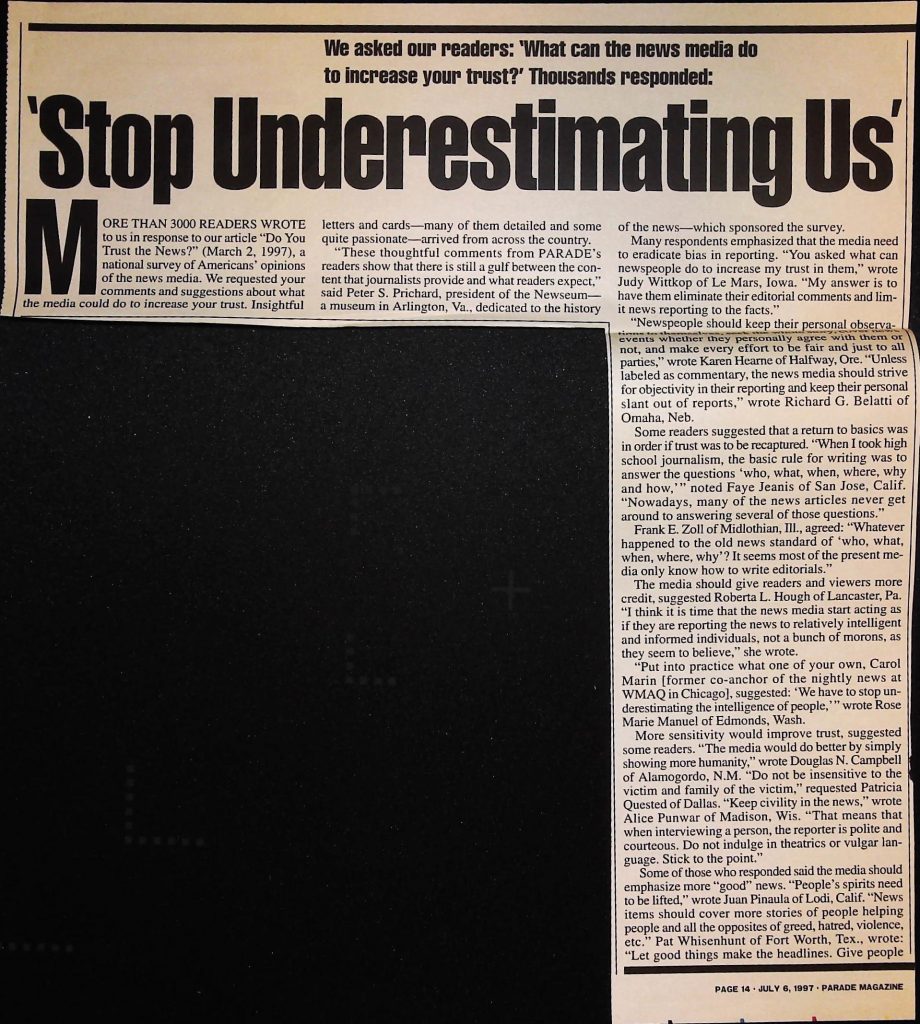 We asked our readers: 'What can the news media do
to increase your trust?' Thousands responded:
'Stop Underestimating Us'
MORE THAN 3000 READERS WROTE
to us in response to our article “Do You
Trust the News?” (March 2, 1997), a
national survey of Americans’ opinions
of the news media. We requested your
comments and suggestions about what
the media could do to increase your trust. Insightful
letters and cards—many of them detailed and some
quite passionate—arrived from across the country.
“These thoughtful comments from PARADE’s
readers show that there is still a gulf between the con-
tent that journalists provide and what readers expect,”
said Peter S. Prichard, president of the Newseum—
a museum in Arlington, Va., dedicated to the history
of the news—which sponsored the survey.
Many respondents emphasized that the media need
to eradicate bias in reporting. “You asked what can
newspeople do to increase my trust in them,” wrote
Judy Wittkop of Le Mars, Iowa. “My answer is to
have them eliminate their editorial comments and lim-
it news reporting to the facts.”
“Newspeople should keep their personal observa-
events whether they personally agree with them or
not, and make every effort to be fair and just to all
parties,” wrote Karen Hearne of Halfway, Ore. “Unless
labeled as commentary, the news media should strive
for objectivity in their reporting and keep their personal
slant out of reports,” wrote Richard G. Belatti of
Omaha, Neb.
Some readers suggested that a return to basics was
in order if trust was to be recaptured. “When I took high
school journalism, the basic rule for writing was to
answer the questions ‘who, what, when, where, why
and how,’” noted Faye Jeanis of San Jose, Calif.
“Nowadays, many of the news articles never get
around to answering several of those questions.”
Frank E. Zoll of Midlothian, Ill., agreed: “Whatever
happened to the old news standard of ‘who, what,
when, where, why’? It seems most of the present me-
dia only know how to write editorials.”
The media should give readers and viewers more
credit, suggested Roberta L. Hough of Lancaster, Pa.
“I think it is time that the news media start acting as
if they are reporting the news to relatively intelligent
and informed individuals, not a bunch of morons, as
they seem to believe,” she wrote.
“Put into practice what one of your own, Carol
Marin [former co-anchor of the nightly news at
WMAQ in Chicago], suggested: ‘We have to stop un-
derestimating the intelligence of people,’” wrote Rose
Marie Manuel of Edmonds, Wash.
More sensitivity would improve trust, suggested
some readers. “The media would do better by simply
showing more humanity,” wrote Douglas N. Campbell
of Alamogordo, N.M. “Do not be insensitive to the
victim and family of the victim,” requested Patricia
Quested of Dallas. “Keep civility in the news,” wrote
Alice Punwar of Madison, Wis. “That means that
when interviewing a person, the reporter is polite and
courteous. Do not indulge in theatrics or vulgar lan-
guage. Stick to the point.”
Some of those who responded said the media should
emphasize more “good” news. “People’s spirits need
to be lifted,” wrote Juan Pinaula of Lodi, Calif. “News
items should cover more stories of people helping
people and all the opposites of greed, hatred, violence,
etc.” Pat Whisenhunt of Fort Worth, Tex., wrote:
“Let good things make the headlines. Give people
PAGE 14 · JULY 6, 1997 · PARADE MAGAZINE